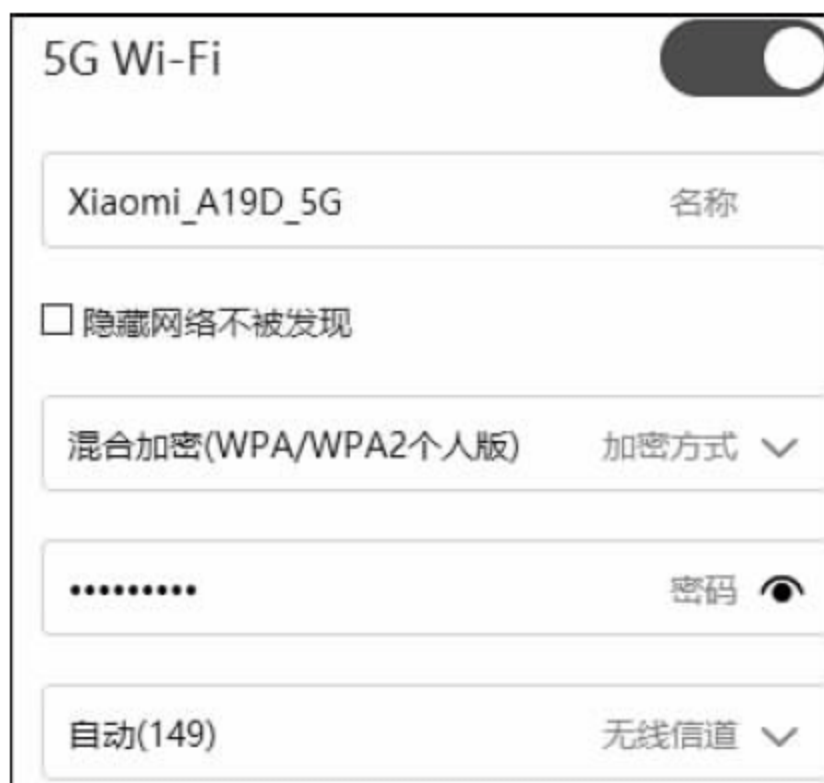 5G Wi-Fi
Xiaomi_A19D_5G 名称
隐藏网络不被发现
混合加密(WPA/WPA2个人版) 加密方式
••••••••• 密码
自动(149) 无线信道